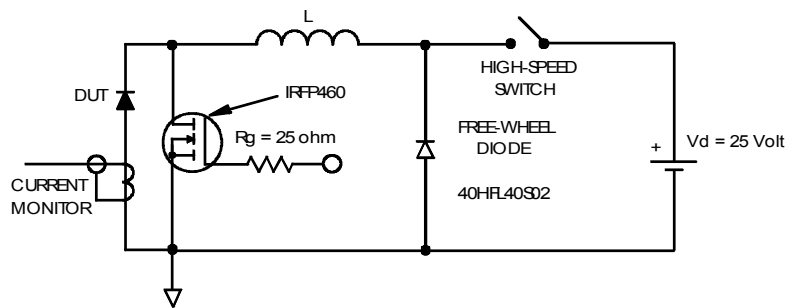 L
HIGH-SPEED
SWITCH
DUT
IRFP460
Rg = 25 ohm
FREE-WHEEL
DIODE
+
Vd = 25 Volt
40HFL40S02
CURRENT
MONITOR